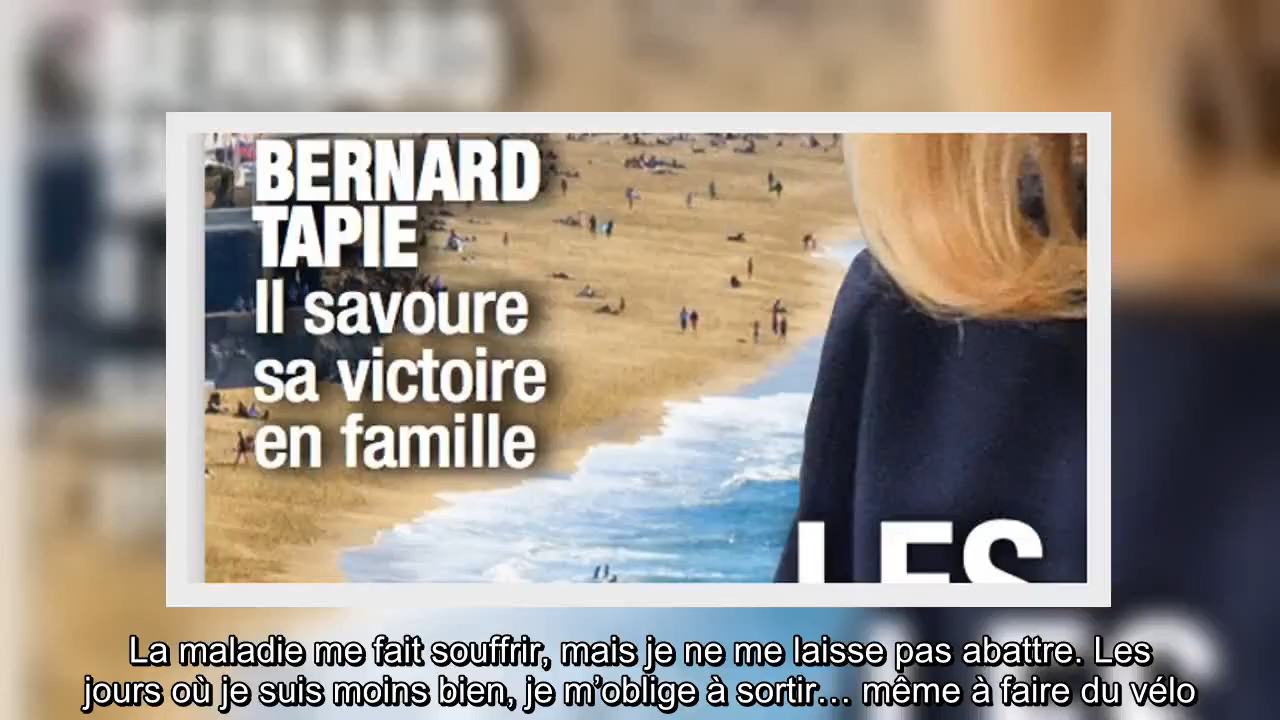 BERNARD
TAPIE
Il savoure
sa victoire
en famille
LES
La maladie me fait souffrir, mais je ne me laisse pas abattre. Les
jours où je suis moins bien, je m’oblige à sortir… même à faire du vélo